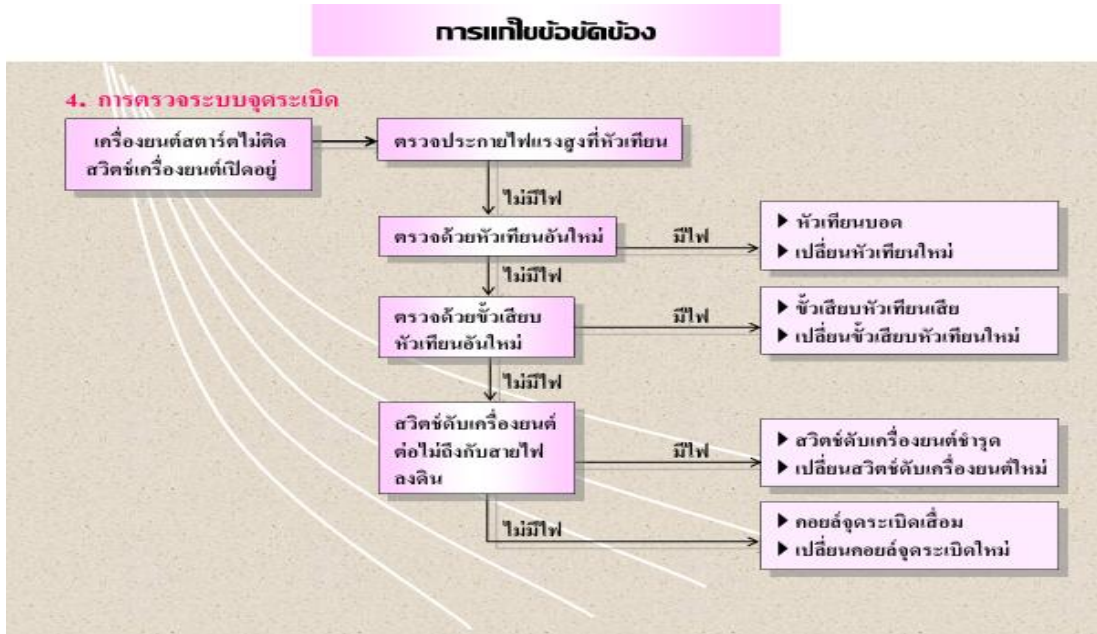 การแก้ไขข้อขัดข้อง
4. การตรวจระบบจุดระเบิด
เครื่องยนต์สตาร์ตไม่ติด
สวิตช์เครื่องยนต์เปิดอยู่
ตรวจประกายไฟแรงสูงที่หัวเทียน
ไม่มีไฟ
ตรวจด้วยหัวเทียนอันใหม่
มีไฟ
▶ หัวเทียนบอด
▶ เปลี่ยนหัวเทียนใหม่
ไม่มีไฟ
ตรวจด้วยขั้วเสียบ
หัวเทียนอันใหม่
มีไฟ
▶ ขั้วเสียบหัวเทียนเสีย
▶ เปลี่ยนขั้วเสียบหัวเทียนใหม่
ไม่มีไฟ
สวิตช์ดับเครื่องยนต์
ต่อไม่ถึงกับสายไฟ
ลงดิน
มีไฟ
▶ สวิตช์ดับเครื่องยนต์ชำรุด
▶ เปลี่ยนสวิตช์ดับเครื่องยนต์ใหม่
ไม่มีไฟ
▶ คอยล์จุดระเบิดเสื่อม
▶ เปลี่ยนคอยล์จุดระเบิดใหม่